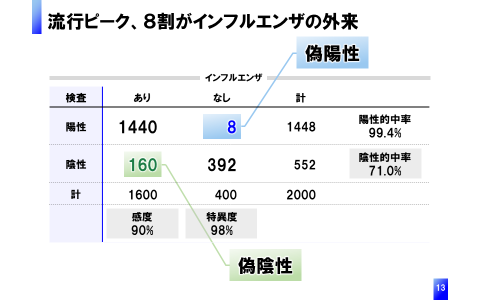 流行ピーク、8割がインフルエンザの外来
偽陽性
インフルエンザ
検査 あり なし 計
陽性 1440 8 1448 陽性的中率 99.4%
陰性 160 392 552 陰性的中率 71.0%
計 1600 400 2000
感度 90% 特異度 98%
偽陰性
13